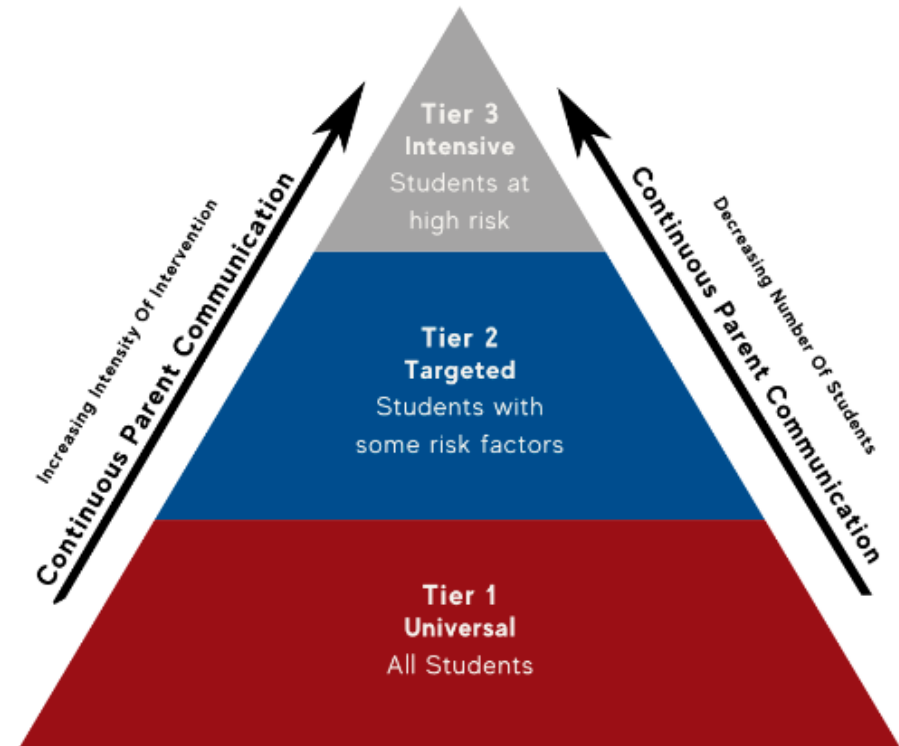 Tier 3
Intensive
Students at
high risk
Increasing Intensity Of Intervention
Continuous Parent Communication
Continuous Parent Communication
Decreasing Number Of Students
Tier 2
Targeted
Students with
some risk factors
Tier 1
Universal
All Students